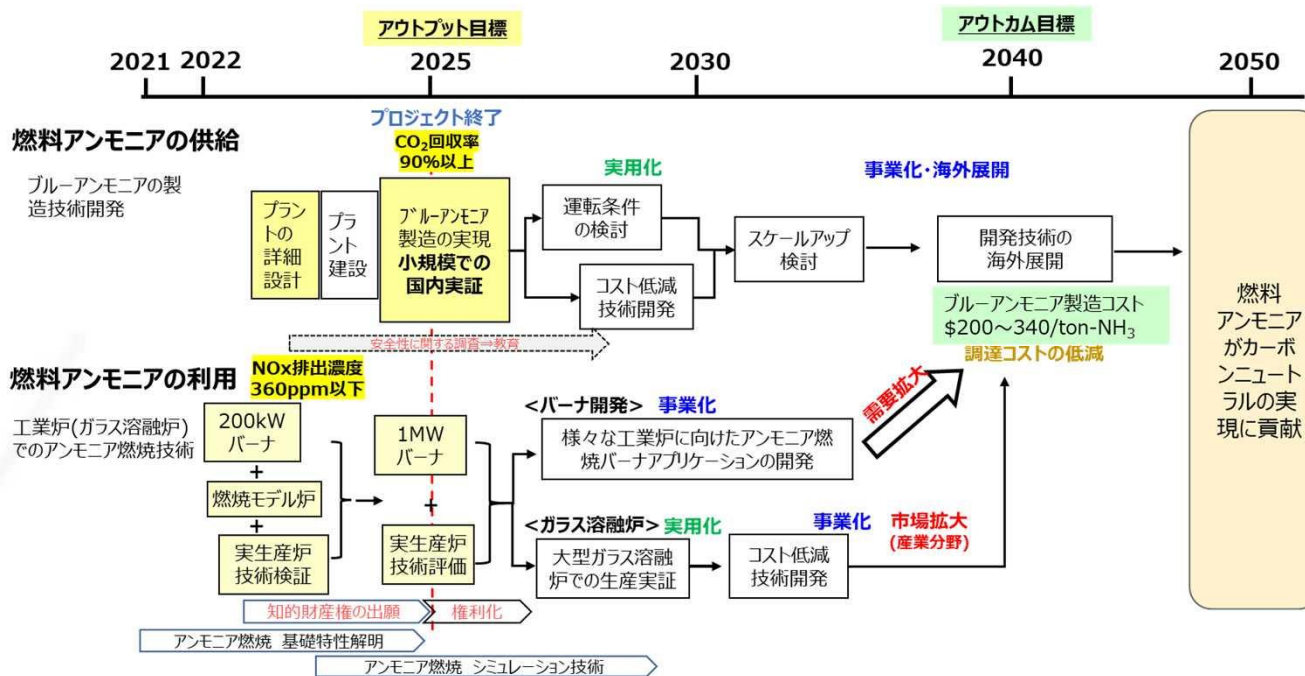 アウトプット目標
アウトカム目標
2021
2022
2025
2030
2040
2050
プロジェクト終了
燃料アンモニアの供給
CO₂回収率
90%以上
実用化
事業化・海外展開
ブルーアンモニアの製
造技術開発
プラン
トの
詳細
設計
プラ
ント
建設
ブルーアンモニア
製造の実現
小規模での
国内実証
運転条件
の検討
コスト低減
技術開発
スケールアップ
検討
開発技術の
海外展開
ブルーアンモニア製造コスト
$200～340/ton-NH₃
調達コストの低減
安全性に関する調査⇒教育
燃料アンモニアの利用
NOx排出濃度
360ppm以下
工業炉(ガラス溶融炉)
でのアンモニア燃焼技術
200kW
バーナ
+
燃焼モデル炉
+
実生産炉
技術検証
1MW
バーナ
+
実生産炉
技術評価
<バーナ開発>
事業化
様々な工業炉に向けたアンモニア燃
焼バーナアプリケーションの開発
需要拡大
<ガラス溶融炉>
実用化
大型ガラス溶融
炉での生産実証
事業化
コスト低減
技術開発
市場拡大
(産業分野)
知的財産権の出願
権利化
アンモニア燃焼 基礎特性解明
アンモニア燃焼 シミュレーション技術
燃料
アンモニア
がカーボ
ンニュート
ラルの実
現に貢献